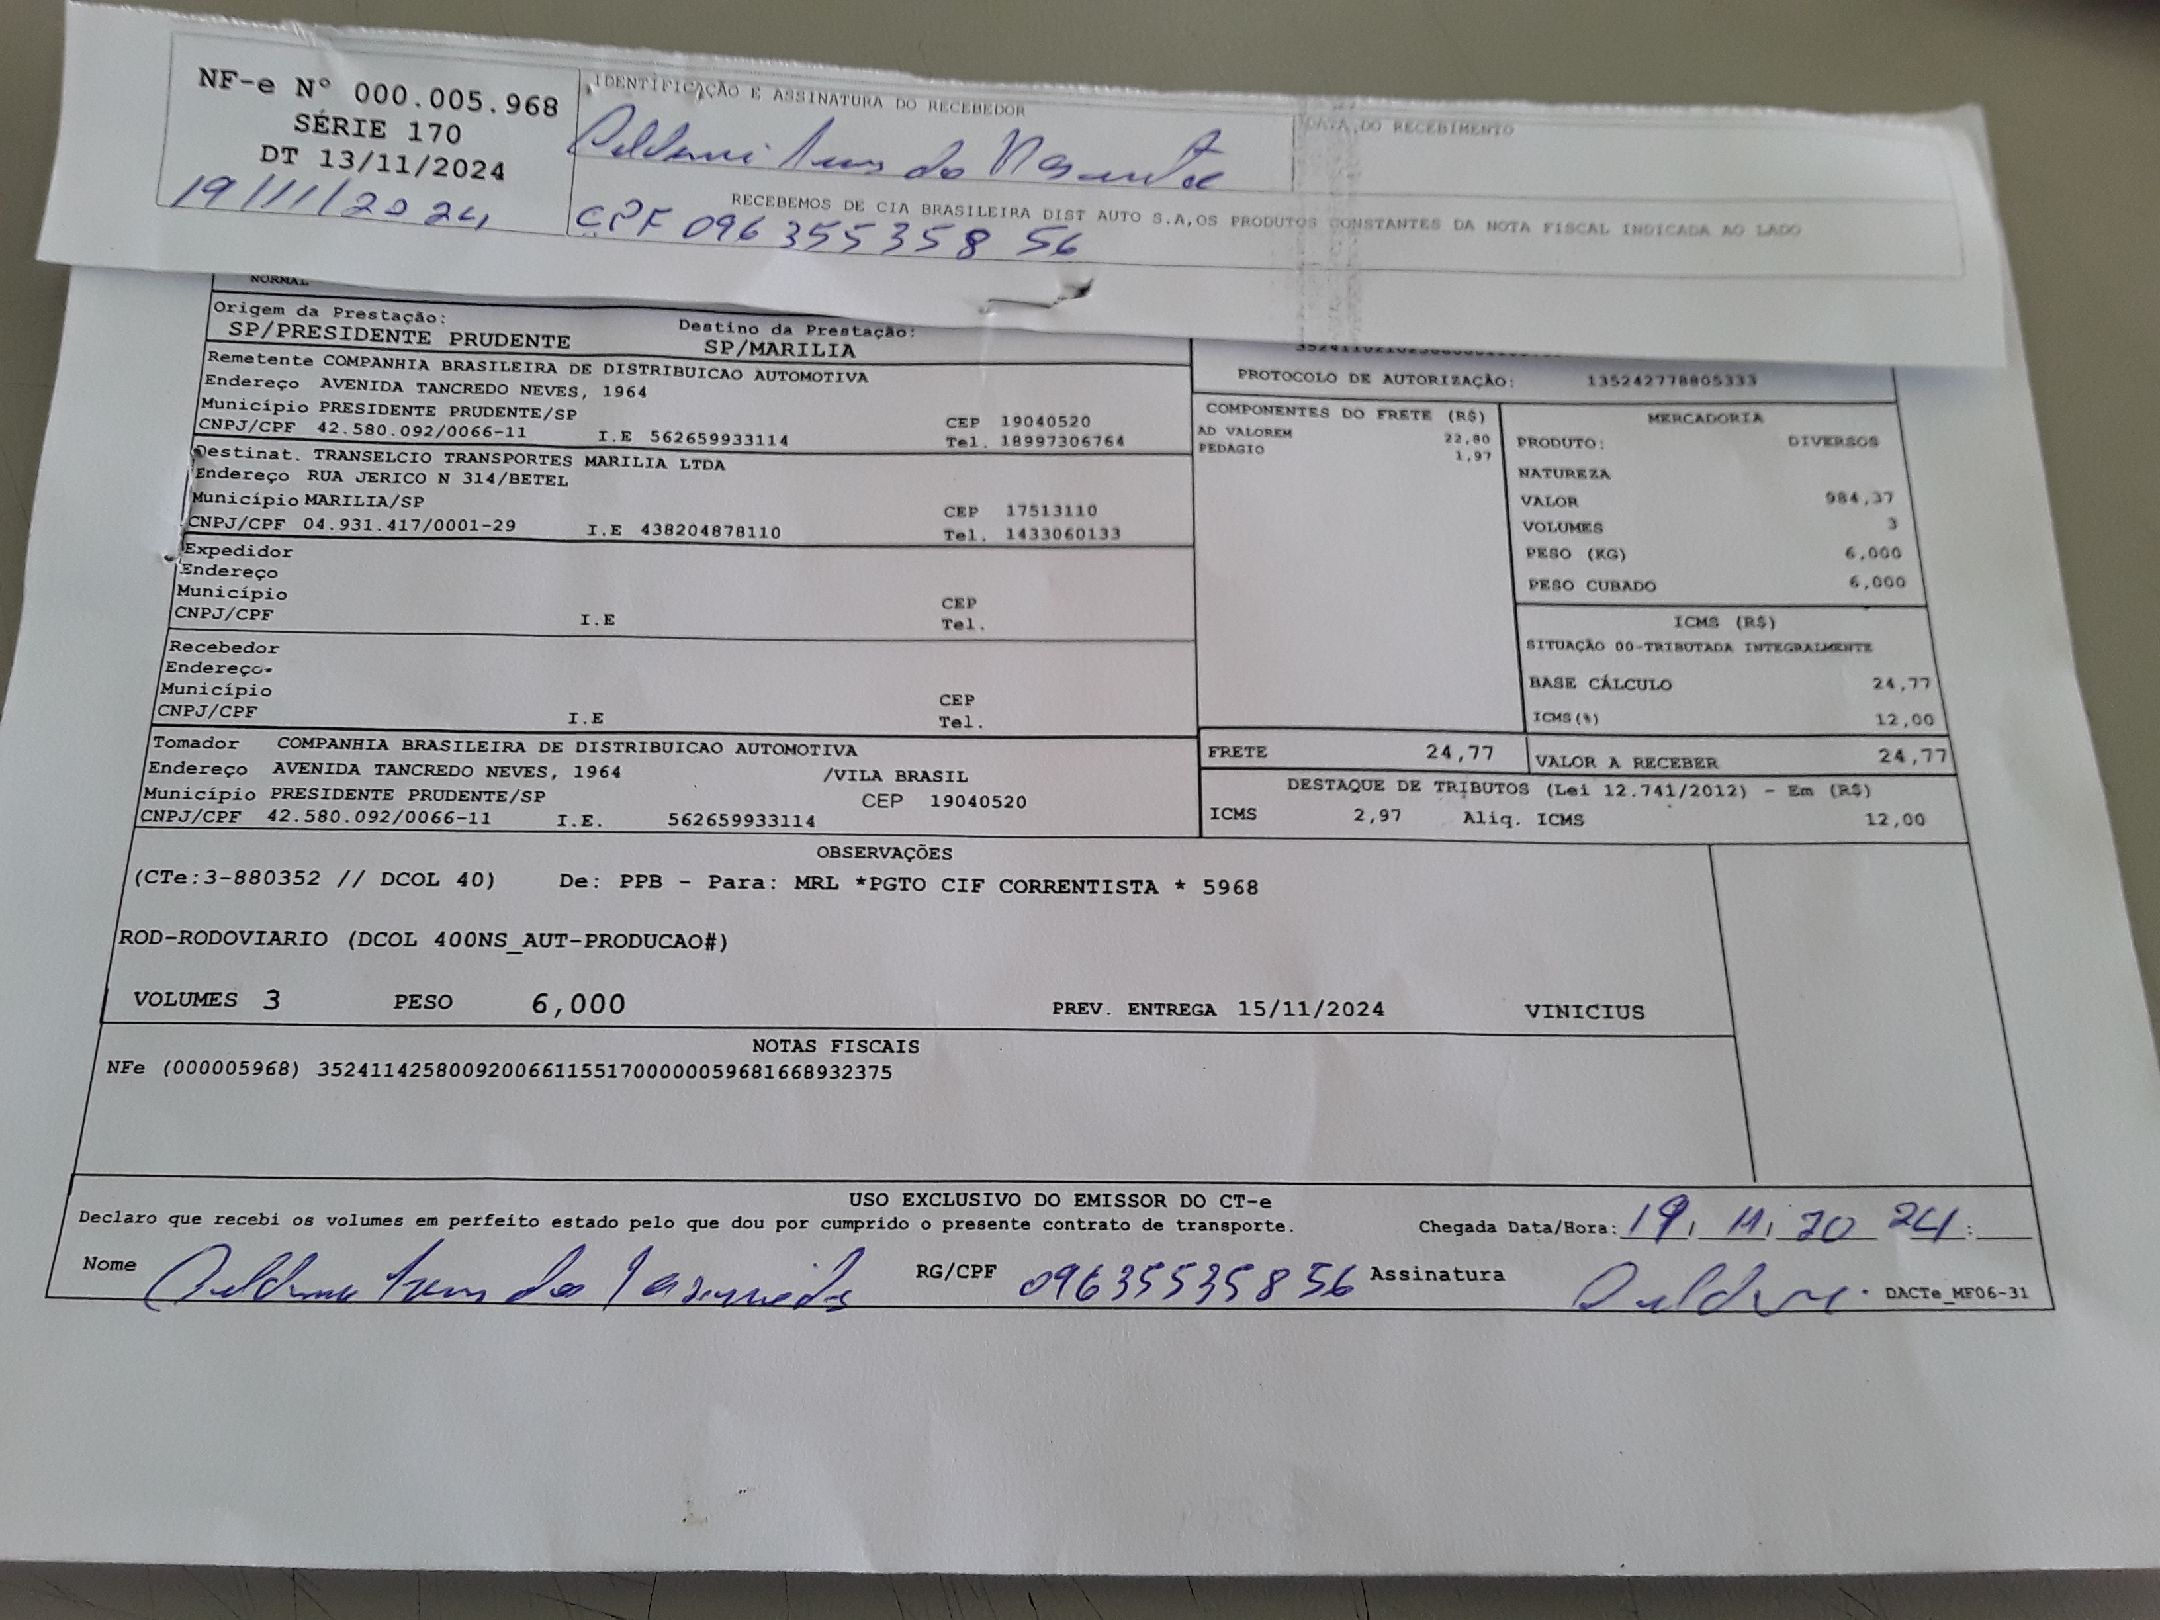 NF-e Nº 000.005.968
SÉRIE 170
DT 13/11/2024
19/11/2024
IDENTIFICAÇÃO E ASSINATURA DO RECEBEDOR
DATA DO RECEBIMENTO
RECEBEMOS DE CIA BRASILEIRA DIST AUTO S.A,OS PRODUTOS CONSTANTES DA NOTA FISCAL INDICADA AO LADO
CPF 096 355 358 56
NORMAL
Origem da Prestação: Destino da Prestação:
SP/PRESIDENTE PRUDENTE SP/MARILIA
Remetente COMPANHIA BRASILEIRA DE DISTRIBUICAO AUTOMOTIVA
Endereço AVENIDA TANCREDO NEVES, 1964
Município PRESIDENTE PRUDENTE/SP CEP 19040520
CNPJ/CPF 42.580.092/0066-11 I.E 562659933114 Tel. 18997306764
Destinat. TRANSELCIO TRANSPORTES MARILIA LTDA
Endereço RUA JERICO N 314/BETEL
Município MARILIA/SP CEP 17513110
CNPJ/CPF 04.931.417/0001-29 I.E 438204878110 Tel. 1433060133
Expedidor
Endereço
Município CEP
CNPJ/CPF I.E Tel.
Recebedor
Endereço
Município CEP
CNPJ/CPF I.E Tel.
Tomador COMPANHIA BRASILEIRA DE DISTRIBUICAO AUTOMOTIVA
Endereço AVENIDA TANCREDO NEVES, 1964 /VILA BRASIL
Município PRESIDENTE PRUDENTE/SP CEP 19040520
CNPJ/CPF 42.580.092/0066-11 I.E. 562659933114
PROTOCOLO DE AUTORIZAÇÃO: 135242778805333
COMPONENTES DO FRETE (R$)
AD VALOREM 22,80
PEDAGIO 1,97
MERCADORIA
PRODUTO: DIVERSOS
NATUREZA
VALOR 984,37
VOLUMES 3
PESO (KG) 6,000
PESO CUBADO 6,000
ICMS (R$)
SITUAÇÃO 00-TRIBUTADA INTEGRALMENTE
BASE CÁLCULO 24,77
ICMS(%) 12,00
FRETE 24,77 VALOR A RECEBER 24,77
DESTAQUE DE TRIBUTOS (Lei 12.741/2012) - Em (R$)
ICMS 2,97 Aliq. ICMS 12,00
OBSERVAÇÕES
(CTe:3-880352 // DCOL 40) De: PPB - Para: MRL *PGTO CIF CORRENTISTA * 5968
ROD-RODOVIARIO (DCOL 400NS_AUT-PRODUCAO#)
VOLUMES 3 PESO 6,000 PREV. ENTREGA 15/11/2024 VINICIUS
NOTAS FISCAIS
NFe (000005968) 35241142580092006611551700000059681668932375
USO EXCLUSIVO DO EMISSOR DO CT-e
Declaro que recebi os volumes em perfeito estado pelo que dou por cumprido o presente contrato de transporte. Chegada Data/Hora: 19, 11, 20 24 :
Nome RG/CPF 09635535856 Assinatura DACTe_MF06-31